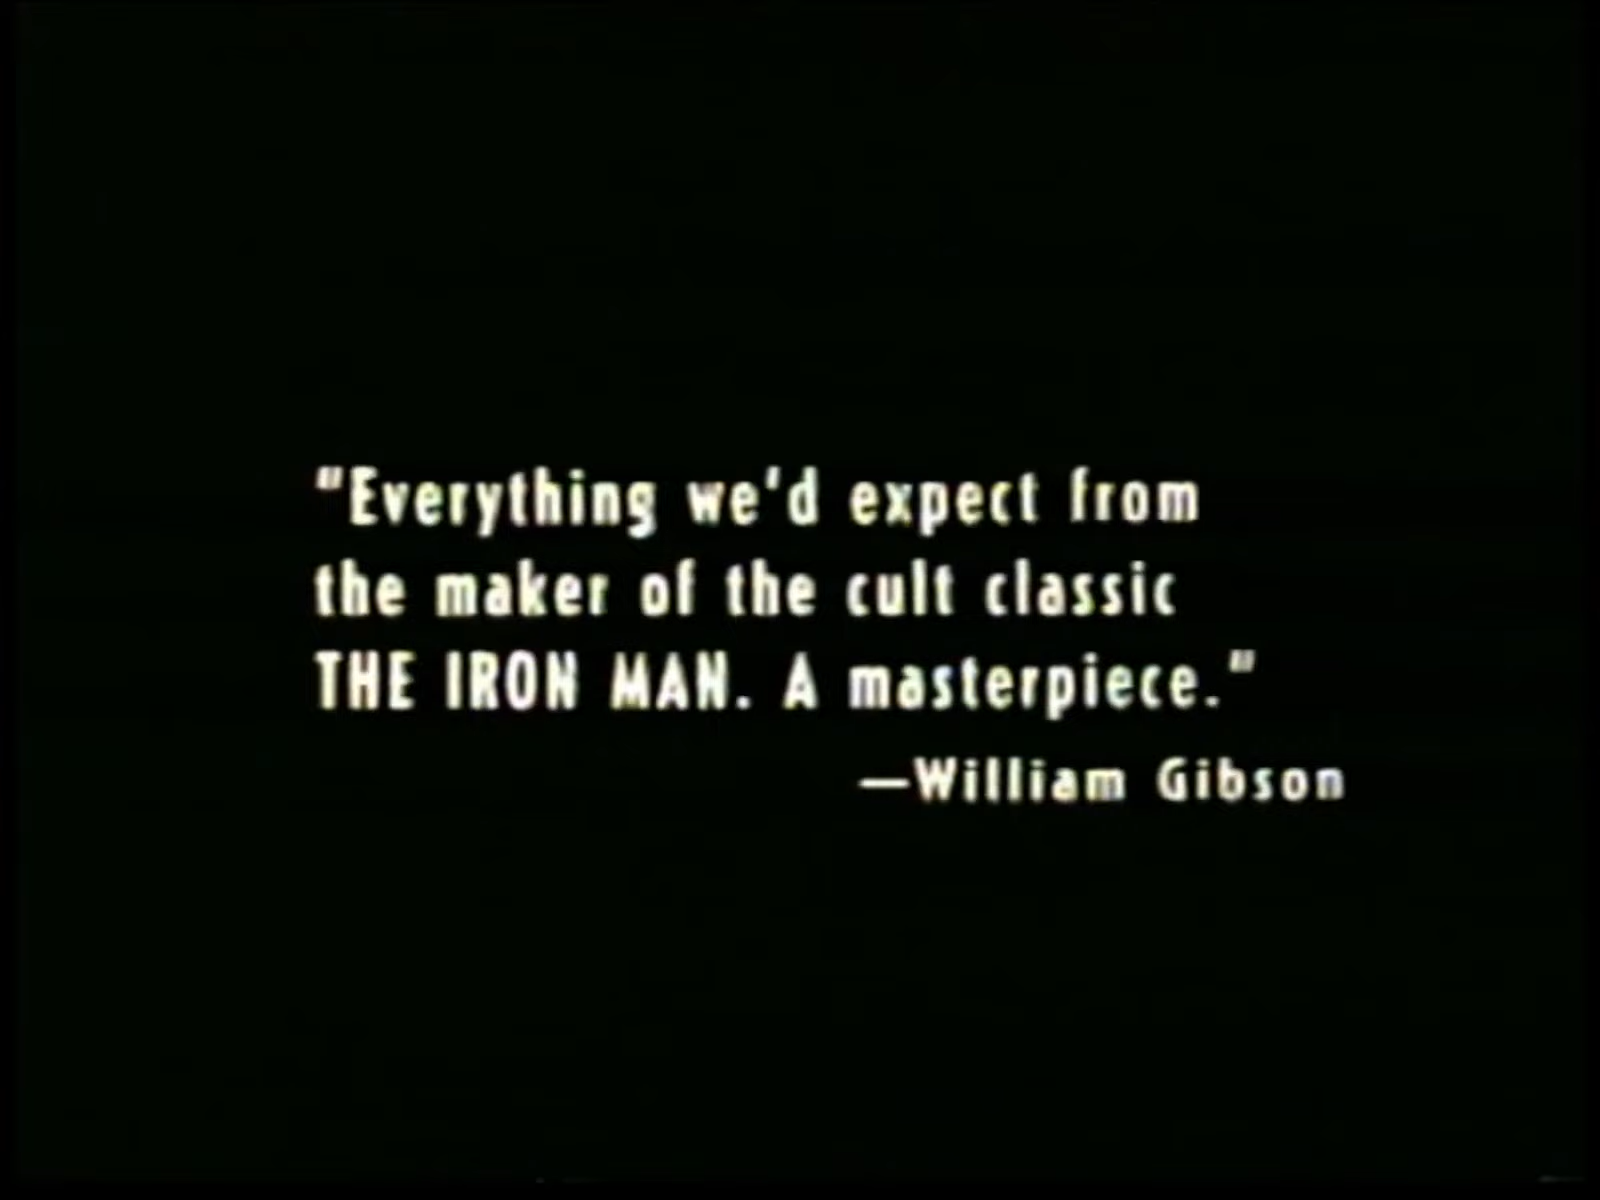 "Everything we'd expect from
the maker of the cult classic
THE IRON MAN. A masterpiece."
—William Gibson